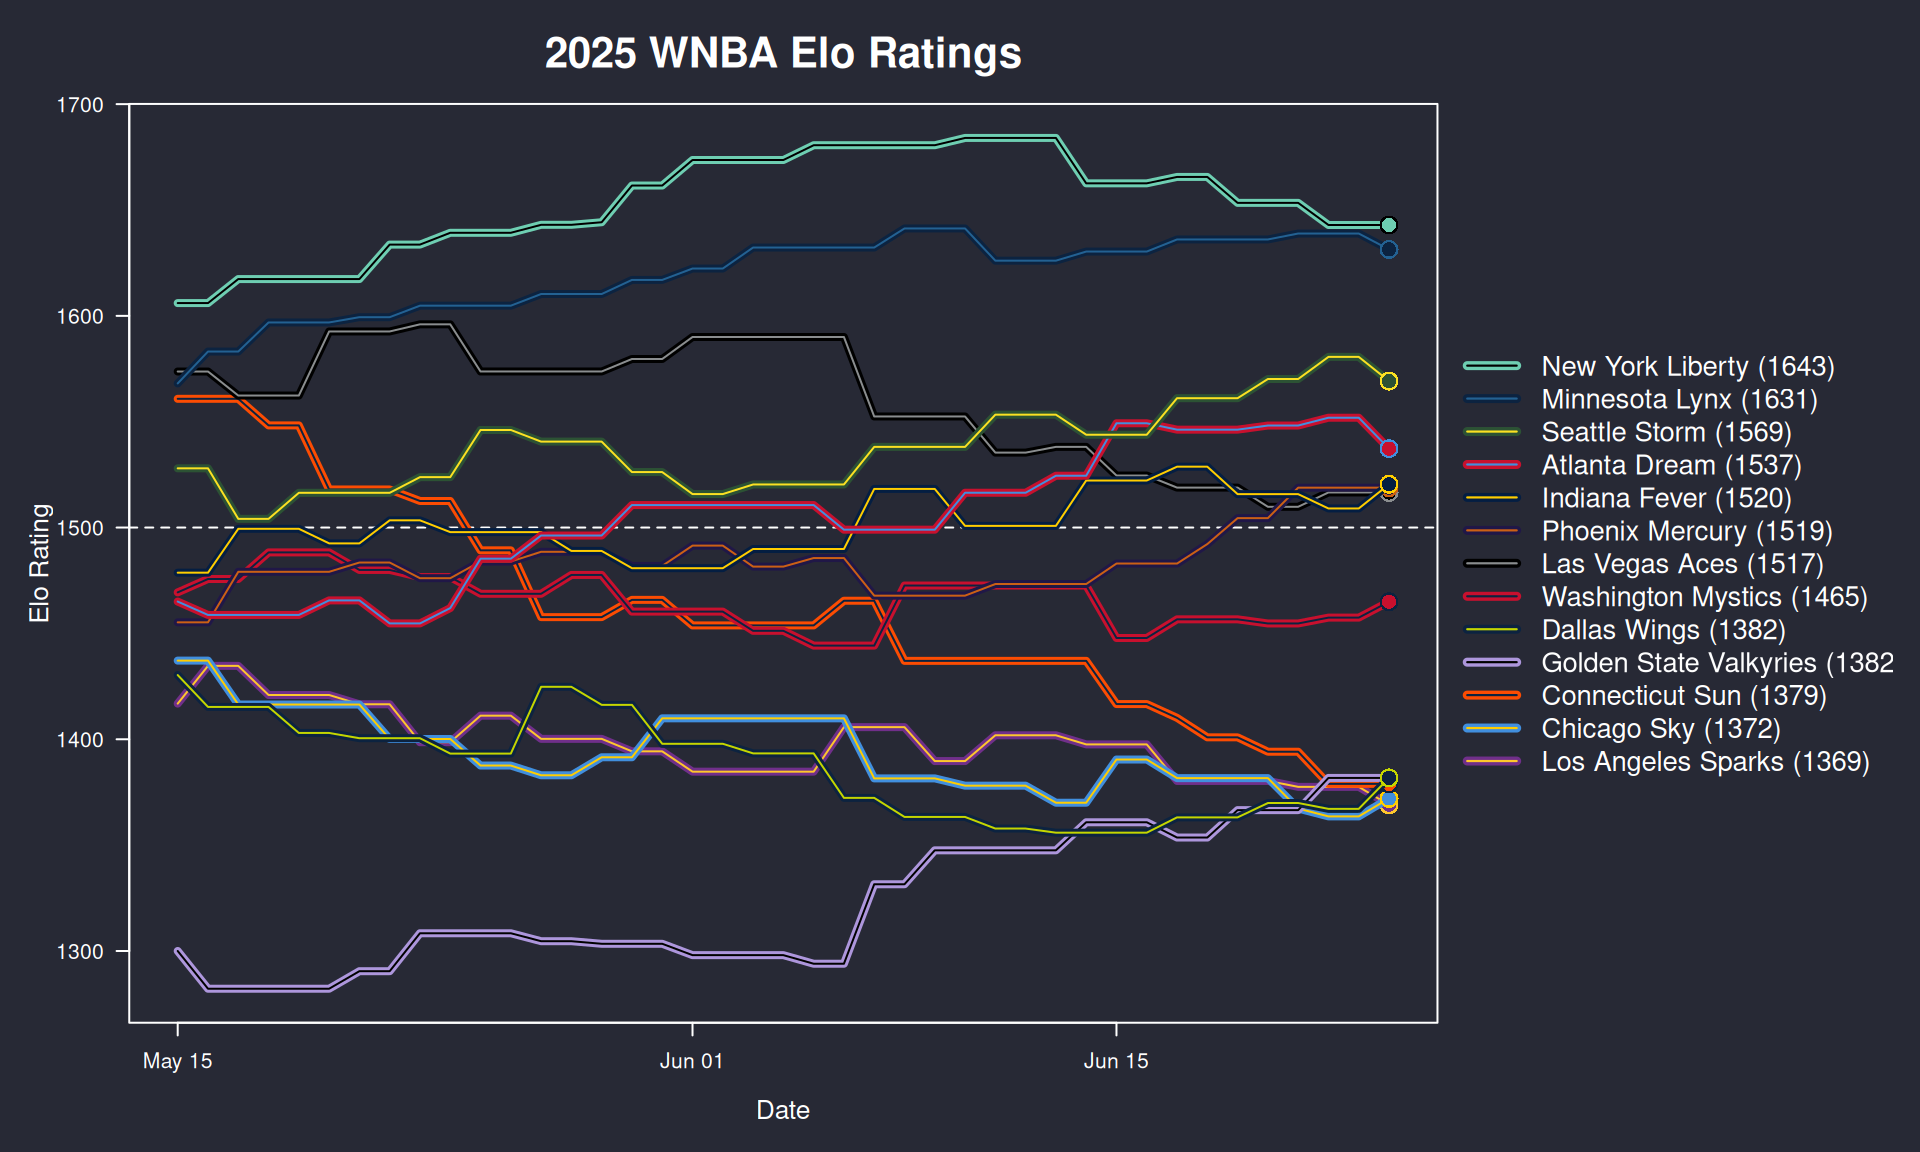 2025 WNBA Elo Ratings
1700
1600
1500
1400
1300
Elo Rating
May 15
Jun 01
Jun 15
Date
New York Liberty (1643)
Minnesota Lynx (1631)
Seattle Storm (1569)
Atlanta Dream (1537)
Indiana Fever (1520)
Phoenix Mercury (1519)
Las Vegas Aces (1517)
Washington Mystics (1465)
Dallas Wings (1382)
Golden State Valkyries (1382
Connecticut Sun (1379)
Chicago Sky (1372)
Los Angeles Sparks (1369)